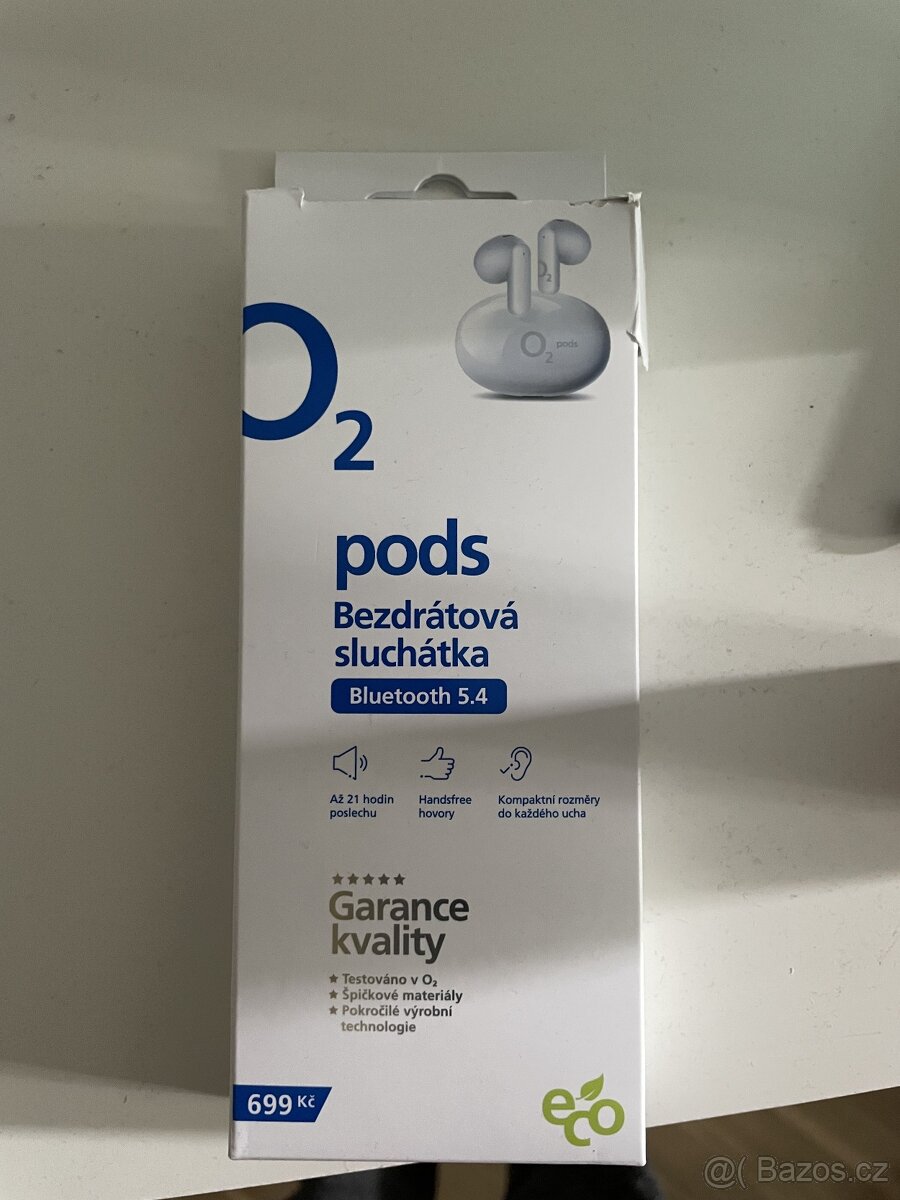 O2
O2 pods
O2
pods
Bezdrátová
sluchátka
Bluetooth 5.4
Až 21 hodin
poslechu
Handsfree
hovory
Kompaktní rozměry
do každého ucha
Garance
kvality
Testováno v O2
Špičkové materiály
Pokročilé výrobní
technologie
699 Kč
eco
@( Bazos.cz